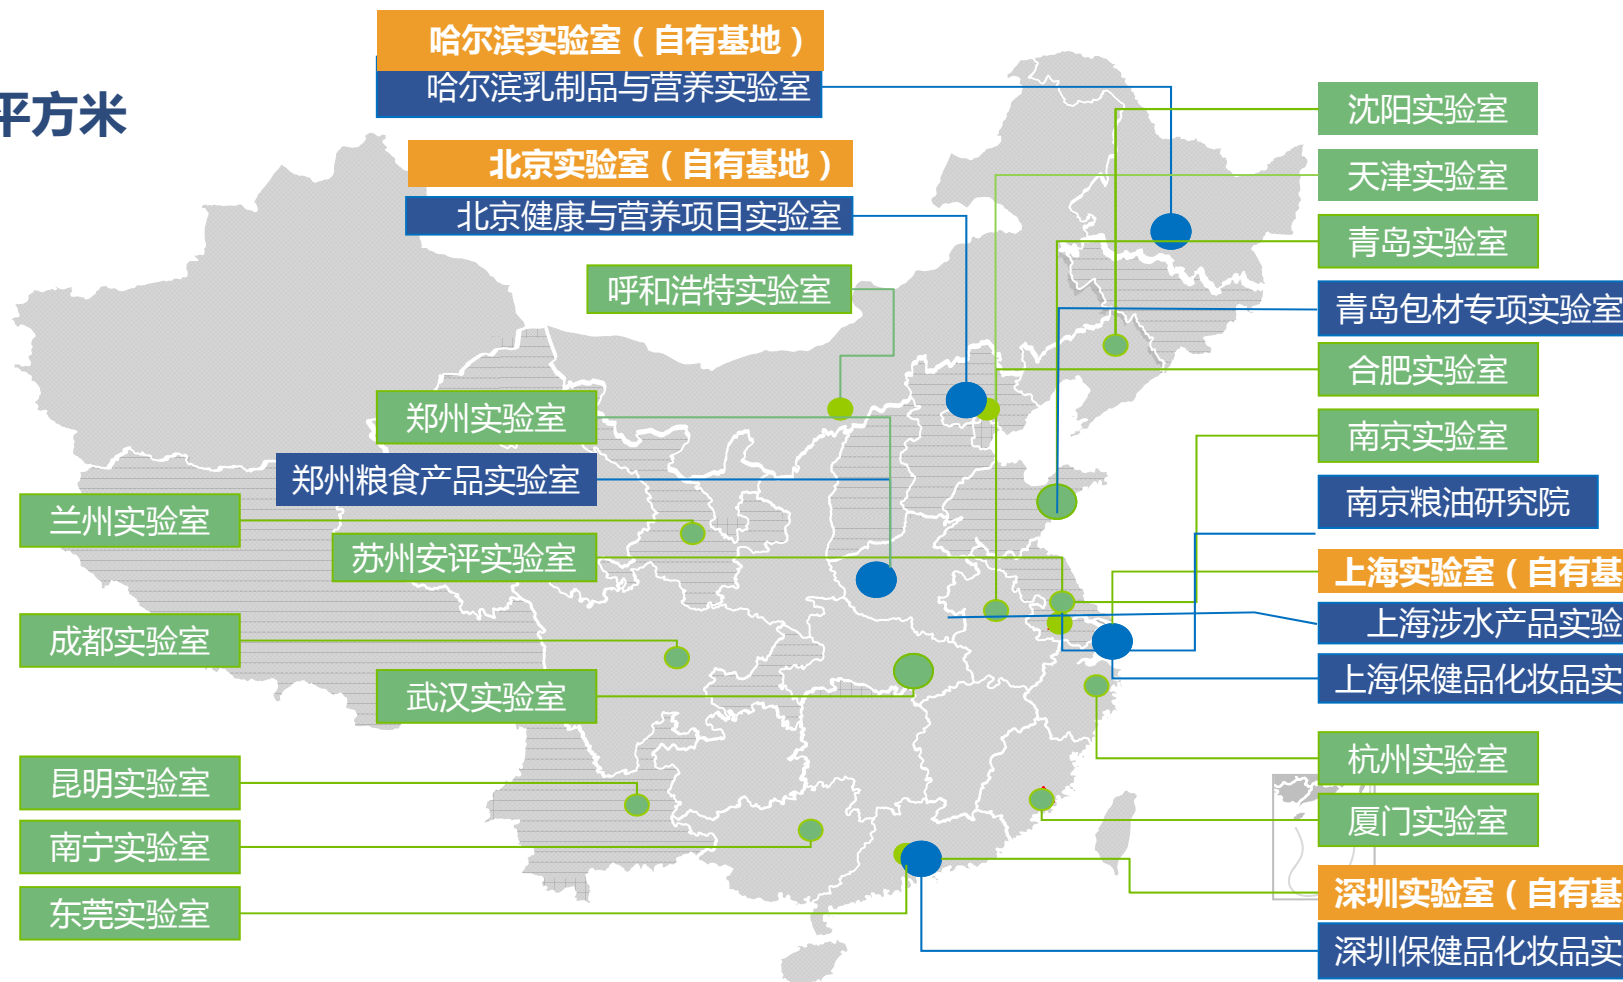 哈尔滨实验室（自有基地）
哈尔滨乳制品与营养实验室
平方米
北京实验室（自有基地）
北京健康与营养项目实验室
呼和浩特实验室
郑州实验室
郑州粮食产品实验室
兰州实验室
苏州安评实验室
成都实验室
武汉实验室
昆明实验室
南宁实验室
东莞实验室
沈阳实验室
天津实验室
青岛实验室
青岛包材专项实验室
合肥实验室
南京实验室
南京粮油研究院
上海实验室（自有基
上海涉水产品实验
上海保健品化妆品实
杭州实验室
厦门实验室
深圳实验室（自有基
深圳保健品化妆品实